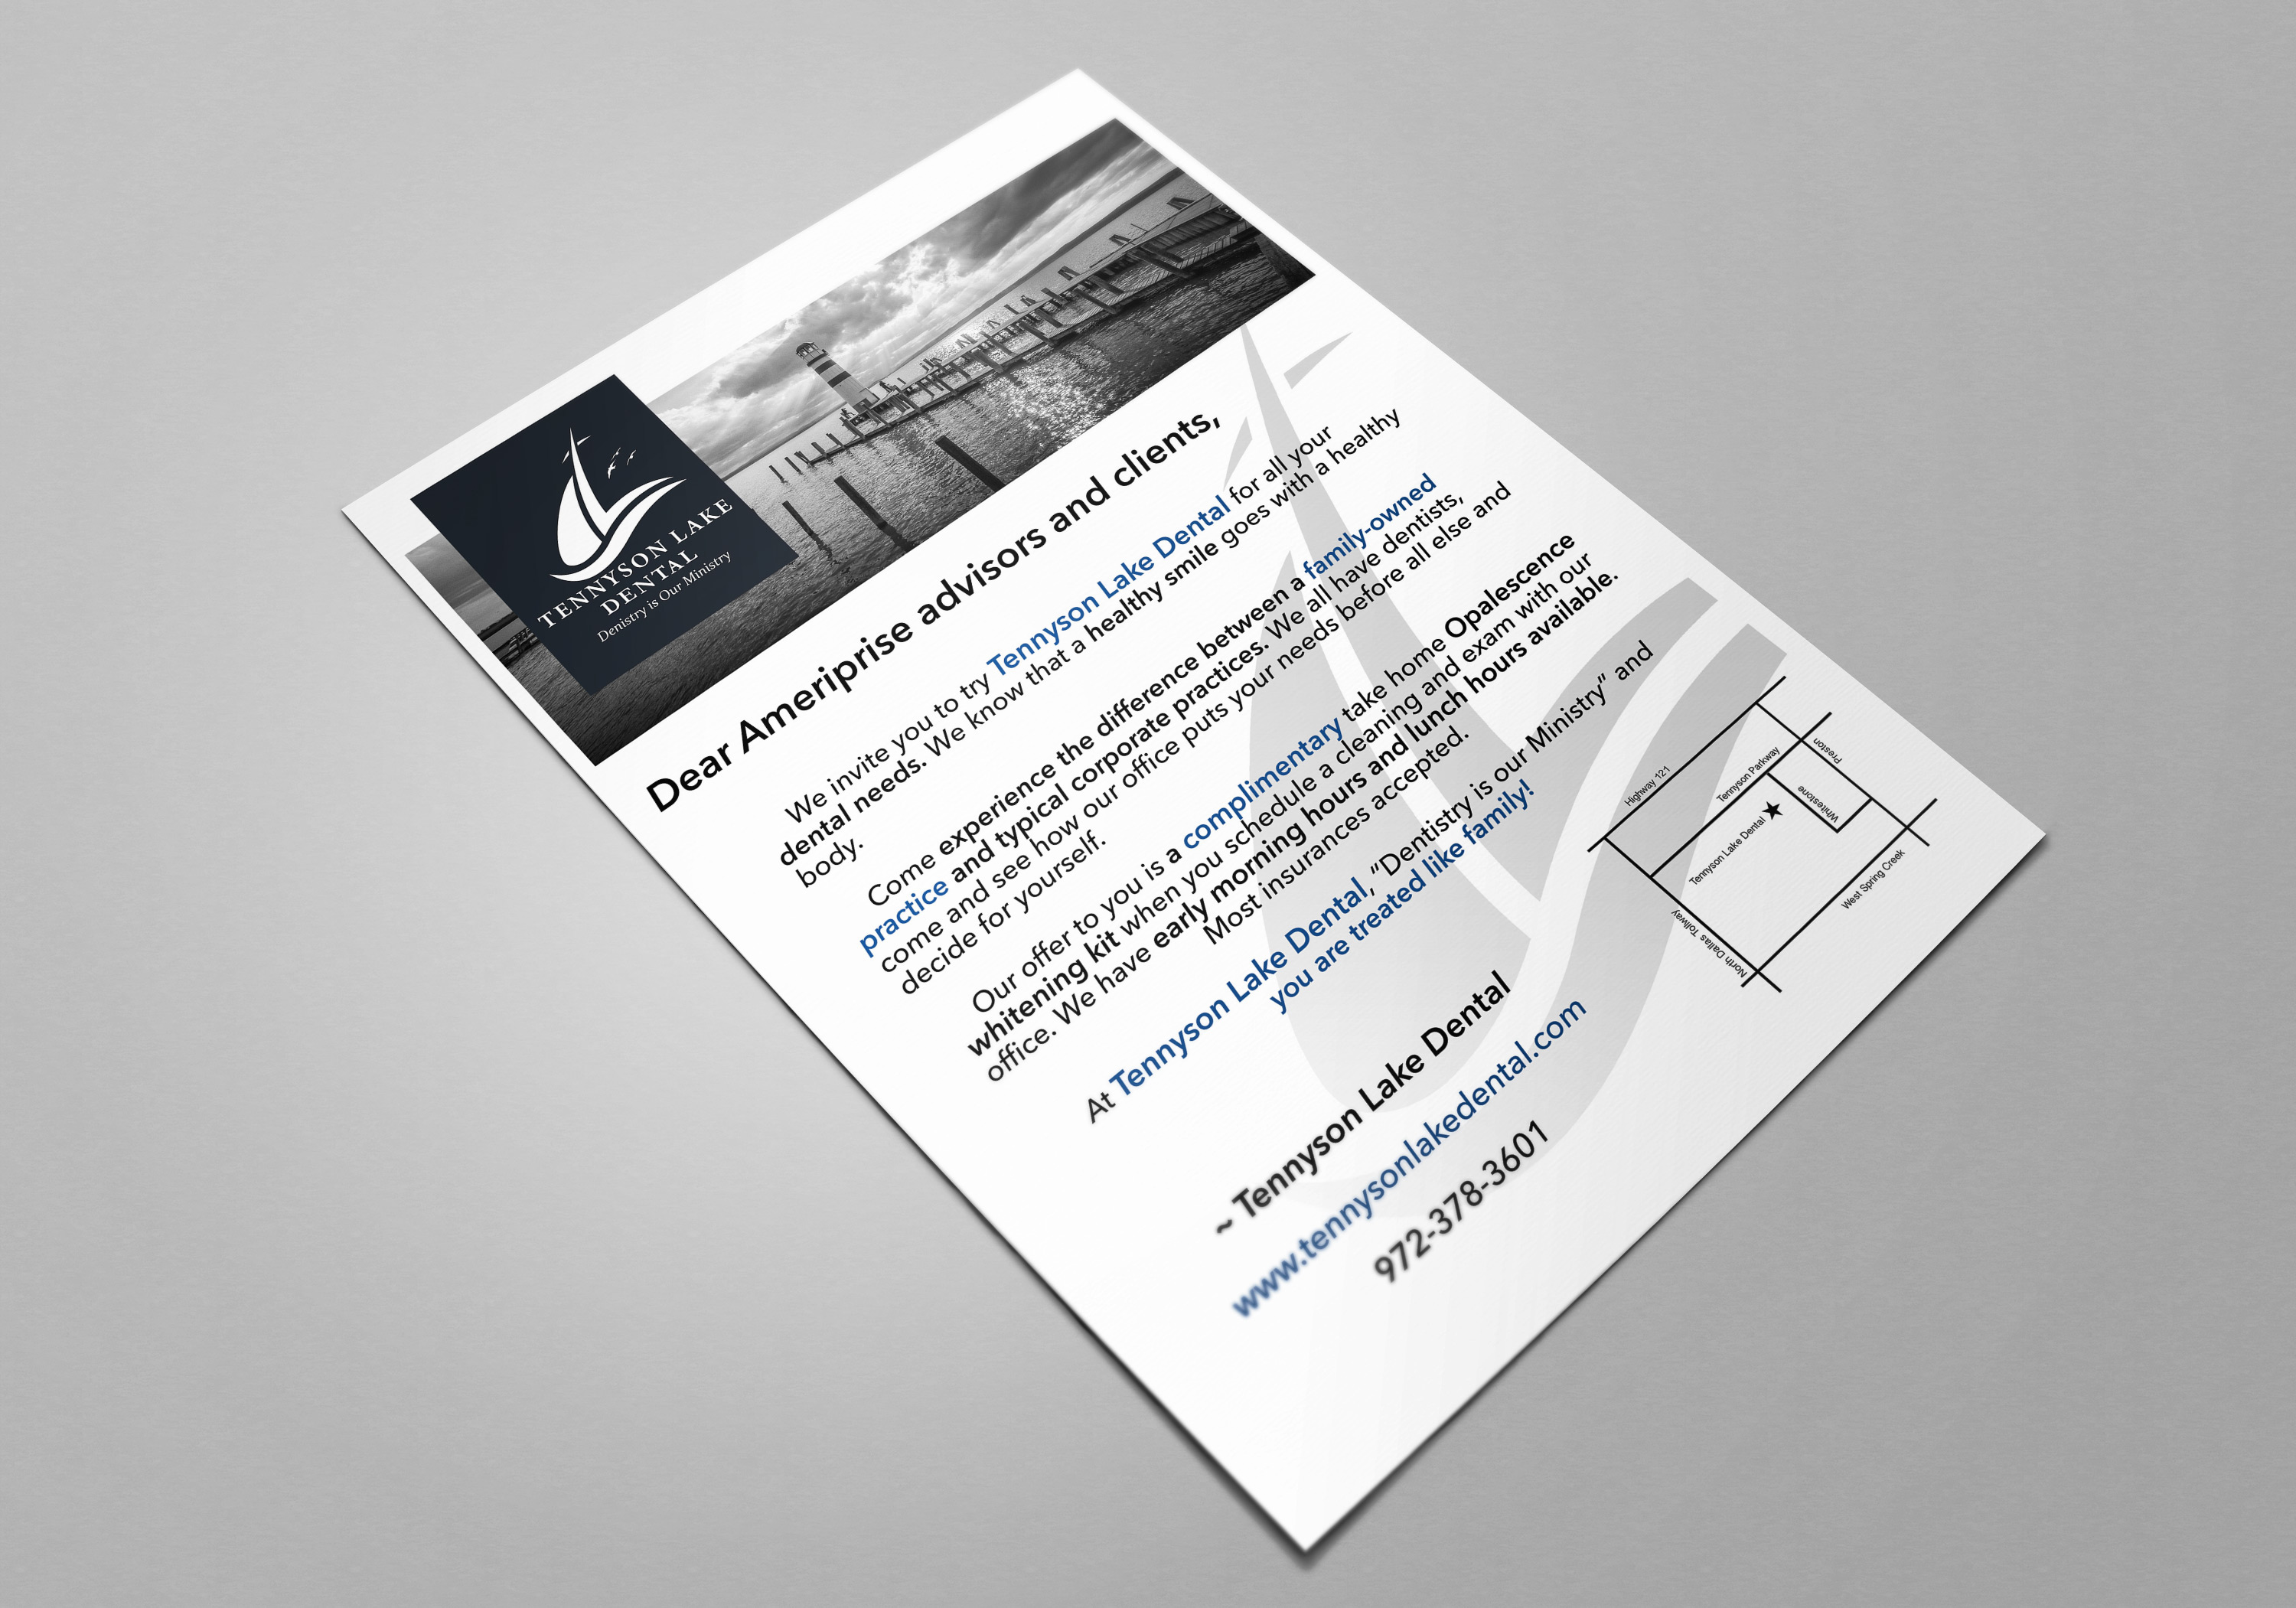 TENNYSON LAKE
DENTAL
Denistry is Our Ministry
Dear Ameriprise advisors and clients,
We invite you to try Tennyson Lake Dental for all your
dental needs. We know that a healthy smile goes with a healthy
body.
Come experience the difference between a family-owned
practice and typical corporate practices. We all have dentists,
come and see how our office puts your needs before all else and
decide for yourself.
Our offer to you is a complimentary take home Opalescence
whitening kit when you schedule a cleaning and exam with our
office. We have early morning hours and lunch hours available.
Most insurances accepted.
At Tennyson Lake Dental, “Dentistry is our Ministry” and
you are treated like family!
~ Tennyson Lake Dental
www.tennysonlakedental.com
972-378-3601
Highway 121
Tennyson Parkway
Preston
Whitestone
Tennyson Lake Dental
West Spring Creek
North Dallas Tollway